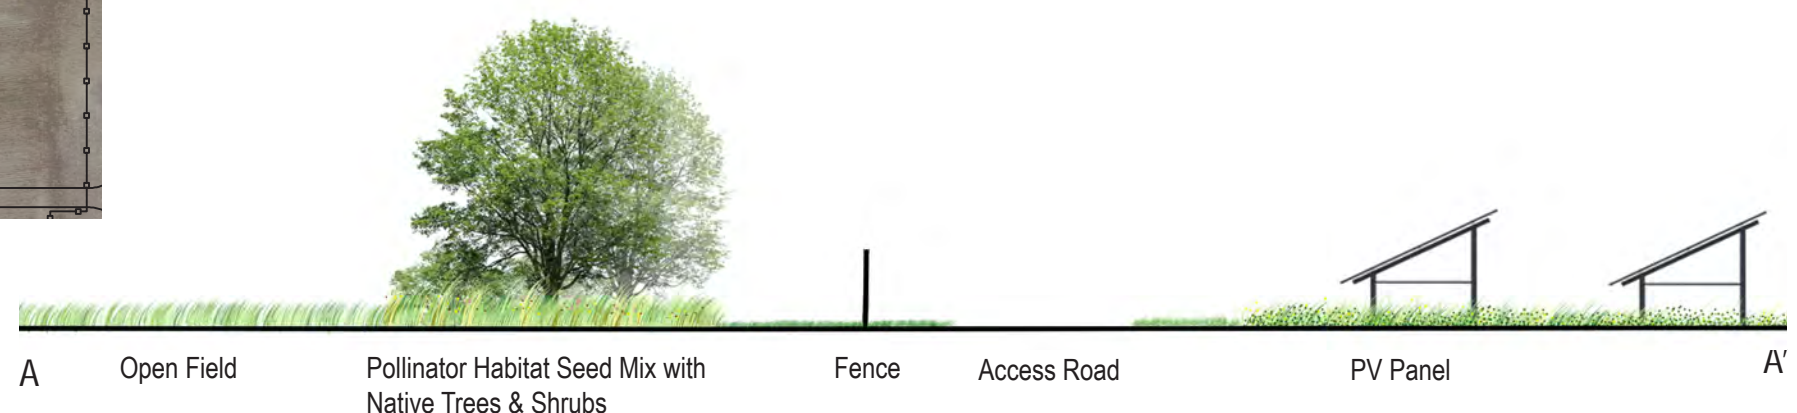 A
Open Field
Pollinator Habitat Seed Mix with
Native Trees & Shrubs
Fence
Access Road
PV Panel
A'